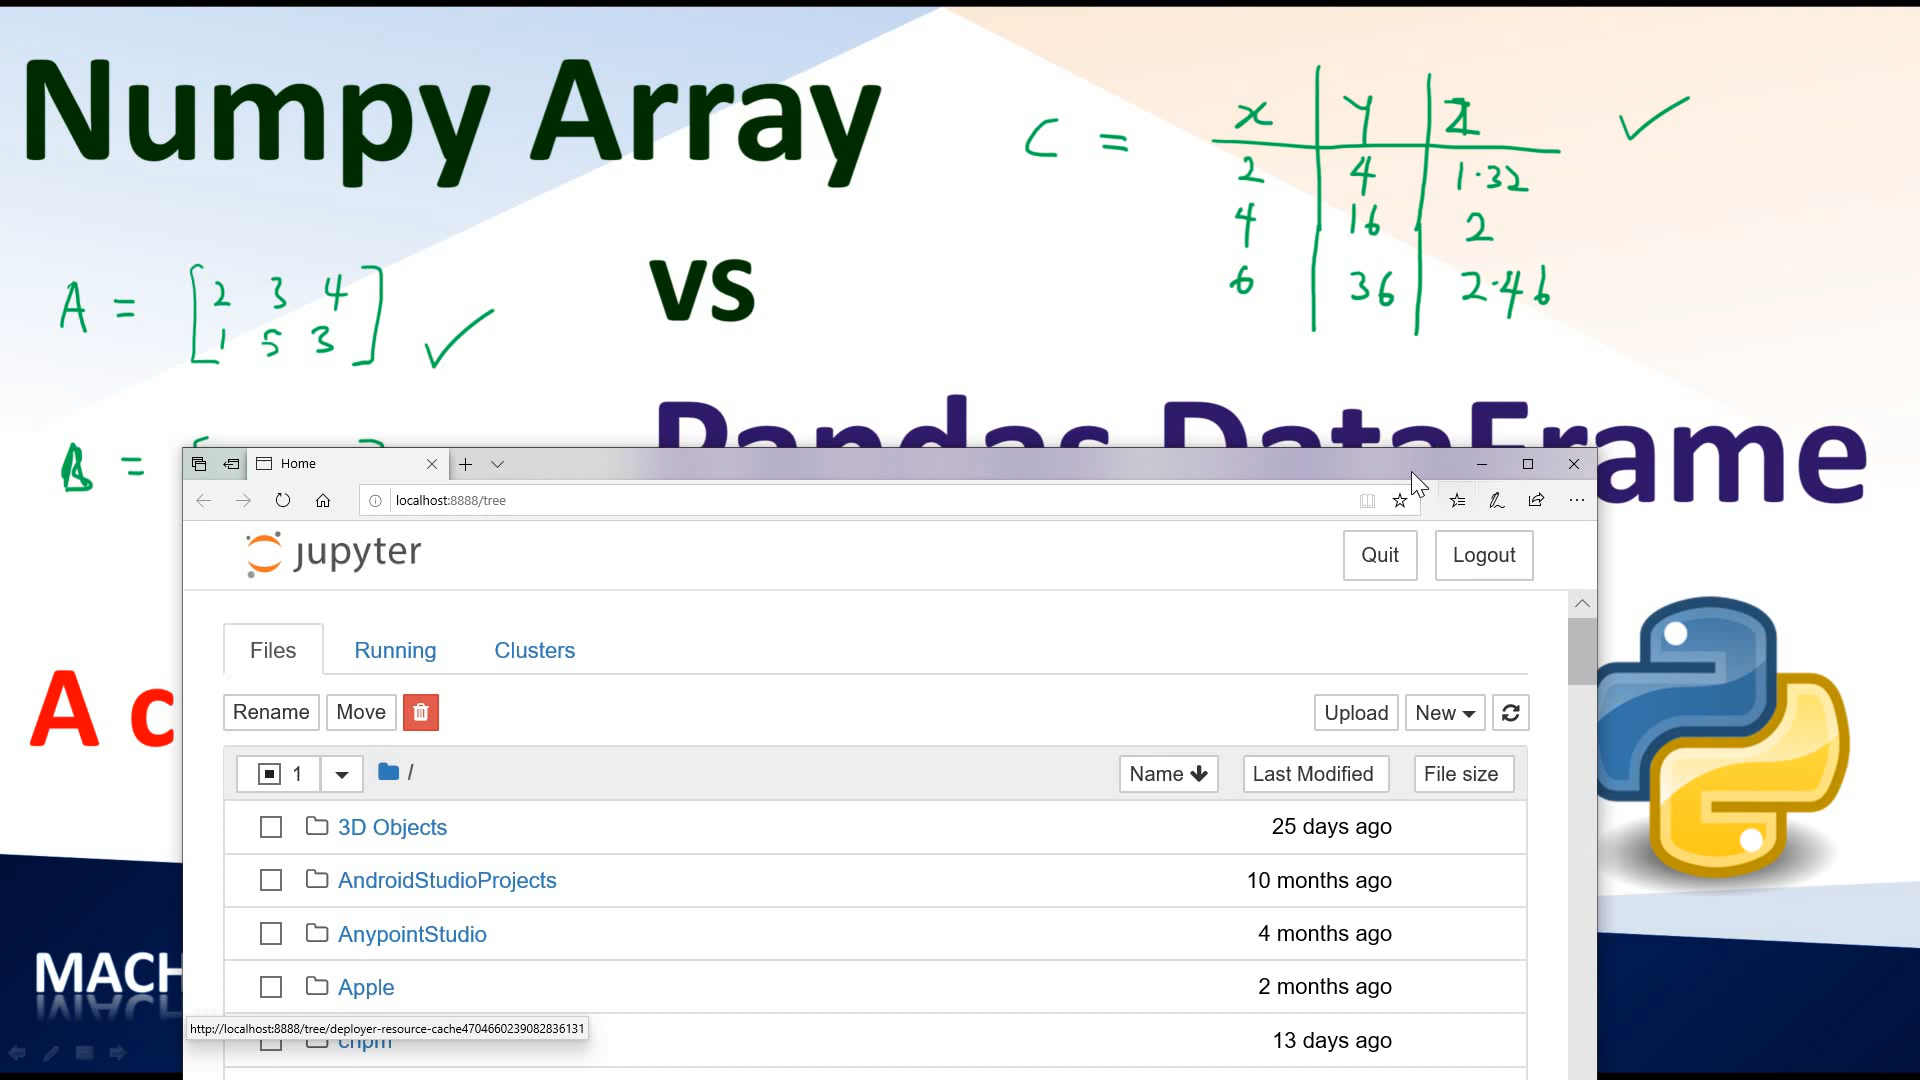 Numpy Array
vs
Pandas DataFrame
C =
x y z
2 4 1.32
4 16 2
6 36 2.46
A = [2 3 4
1 5 3]
B =
A c
MACH
Home
localhost:8888/tree
jupyter
Quit Logout
Files Running Clusters
Rename Move
Upload New
1 / Name Last Modified File size
3D Objects 25 days ago
AndroidStudioProjects 10 months ago
AnypointStudio 4 months ago
Apple 2 months ago
13 days ago
http://localhost:8888/tree/deployer-resource-cache4704660239082836131